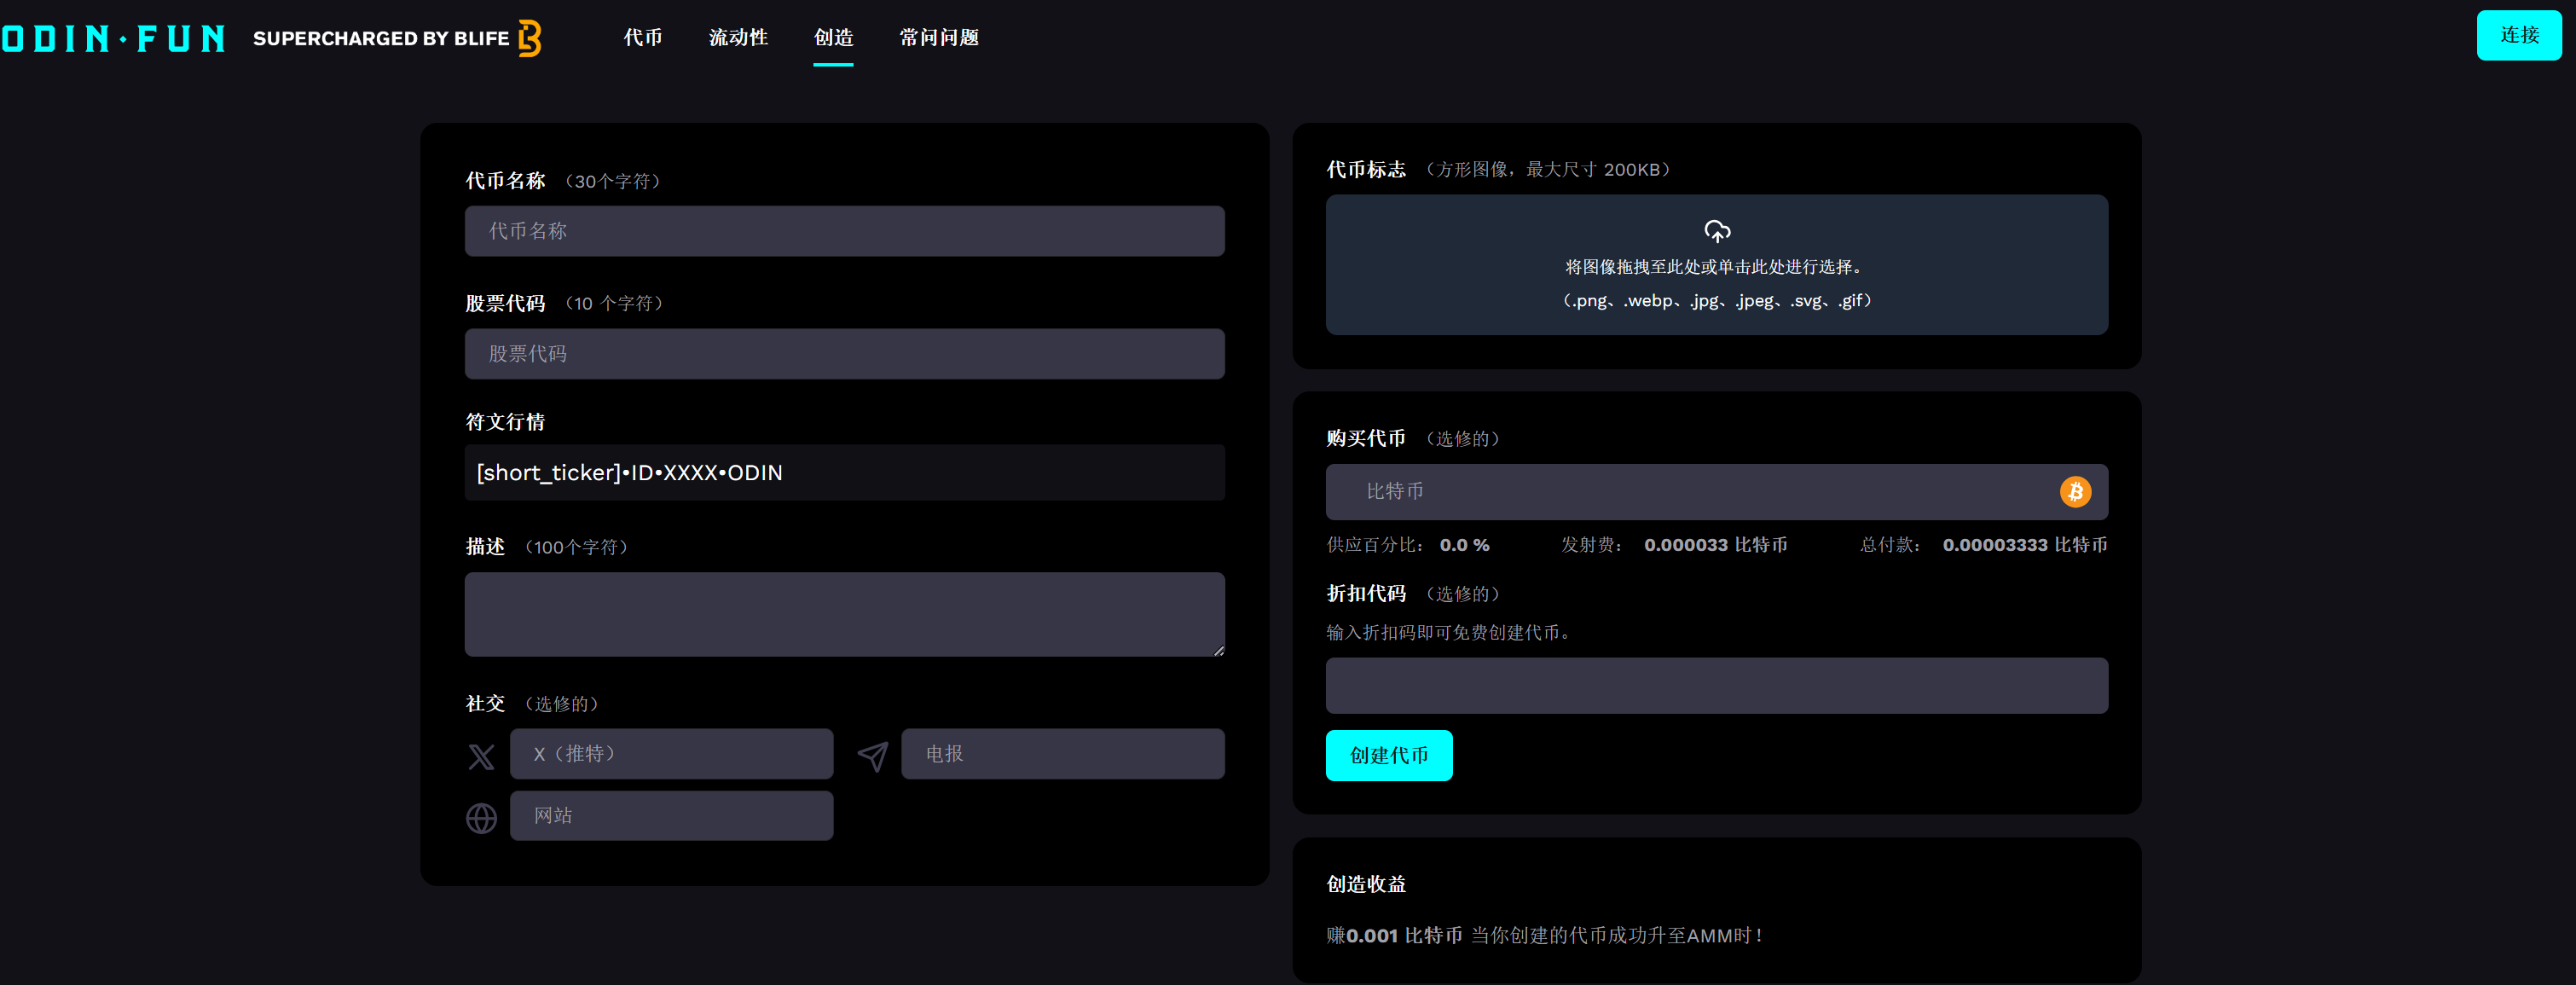 ODIN·FUN SUPERCHARGED BY BLIFE 代币 流动性 创造 常问问题 连接
代币名称 （30个字符）
代币名称
股票代码 （10 个字符）
股票代码
符文行情
[short_ticker]•ID•XXXX•ODIN
描述 （100个字符）
社交 （选修的）
X（推特） 电报
网站
代币标志 （方形图像，最大尺寸 200KB）
将图像拖拽至此处或单击此处进行选择。
（.png、.webp、.jpg、.jpeg、.svg、.gif）
购买代币 （选修的）
比特币
供应百分比： 0.0 % 发射费： 0.000033 比特币 总付款： 0.00003333 比特币
折扣代码 （选修的）
输入折扣码即可免费创建代币。
创建代币
创造收益
赚0.001 比特币 当你创建的代币成功升至AMM时！